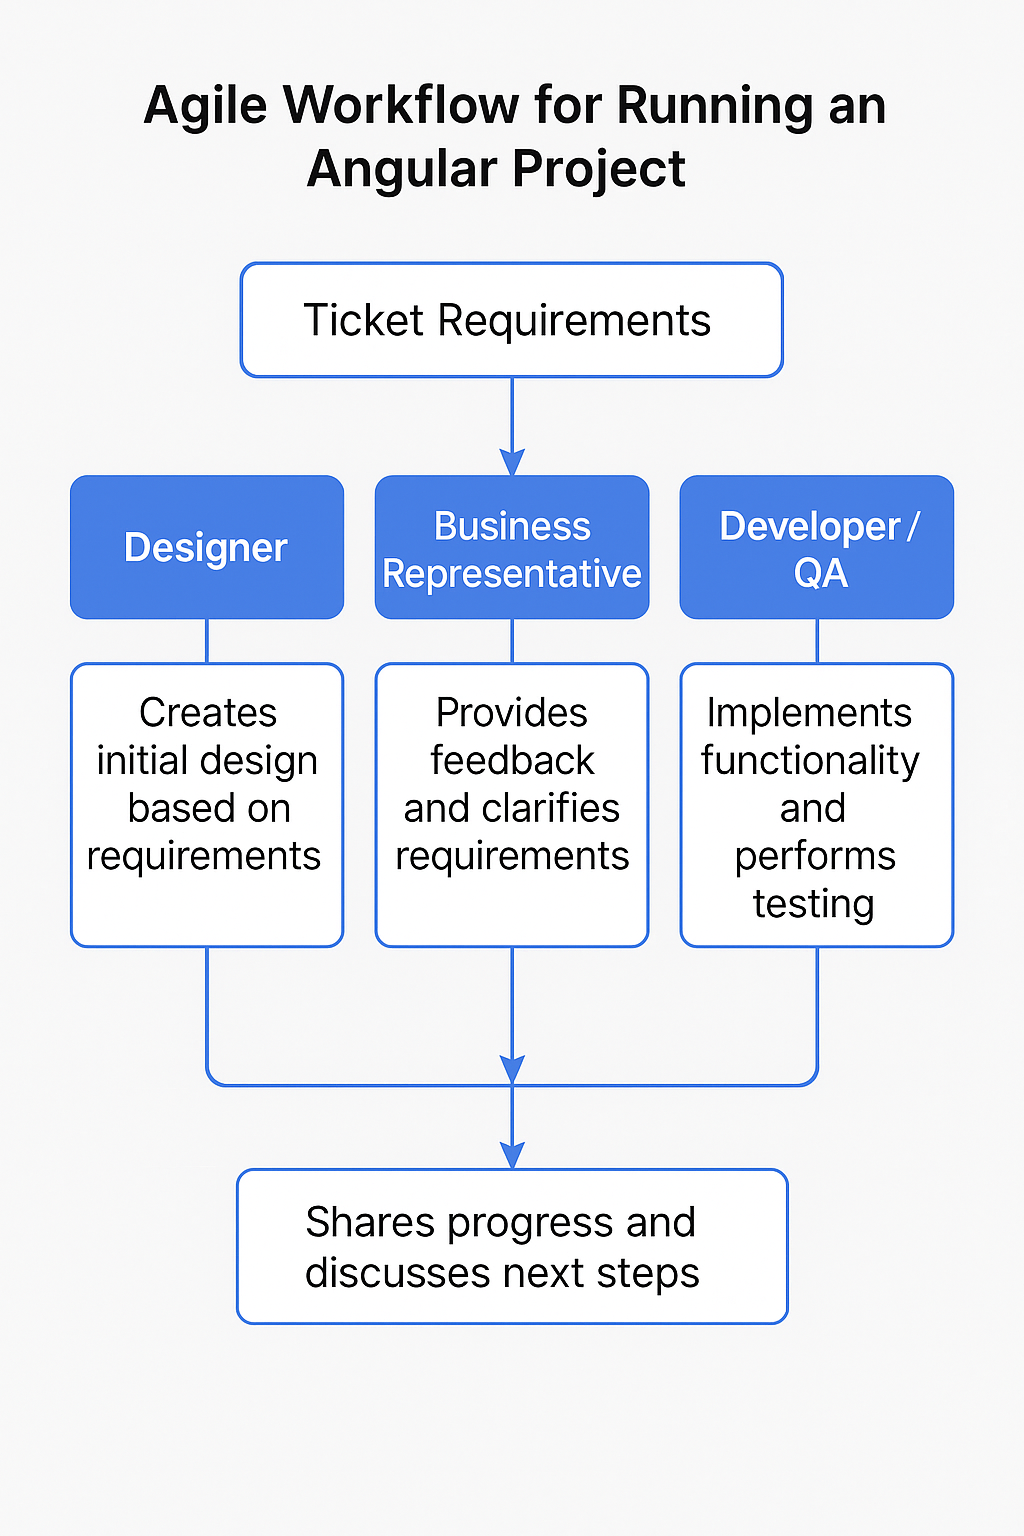 Agile Workflow for Running an
Angular Project
Ticket Requirements
Designer
Business
Representative
Developer/
QA
Creates
initial design
based on
requirements
Provides
feedback
and clarifies
requirements
Implements
functionality
and
performs
testing
Shares progress and
discusses next steps